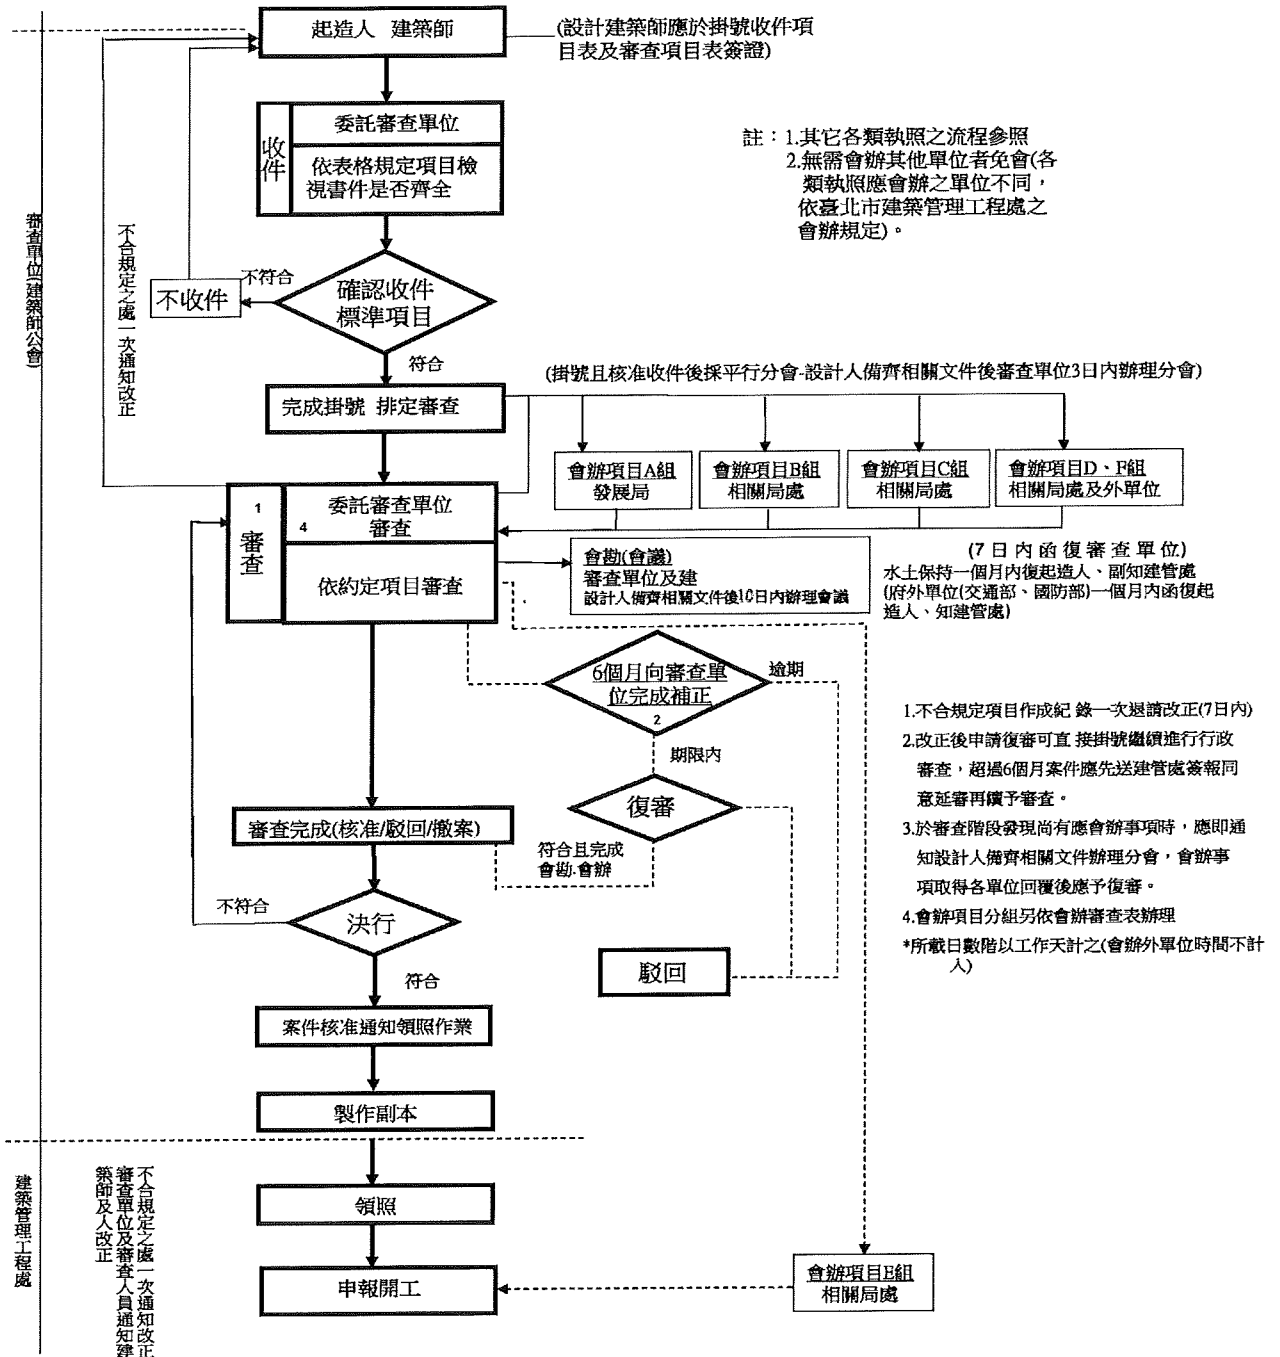 起造人 建築師
(設計建築師應於掛號收件項
目表及審查項目表簽證)
收件
委託審查單位
依表格規定項目檢
視書件是否齊全
註：1.其它各類執照之流程參照
2.無需會辦其他單位者免會(各
類執照應會辦之單位不同，
依臺北市建築管理工程處之
會辦規定)。
審查單位(建築師公會)
不合規定之處一次通知改正
不收件
不符合
確認收件
標準項目
符合
(掛號且核准收件後採平行分會-設計人備齊相關文件後審查單位3日內辦理分會)
完成掛號 排定審查
會辦項目A組
發展局
會辦項目B組
相關局處
會辦項目C組
相關局處
會辦項目D、F組
相關局處及外單位
1
審查
4
委託審查單位
審查
依約定項目審查
會勘(會議)
審查單位及建
設計人備齊相關文件後10日內辦理會議
(7日內函復審查單位)
水土保持一個月內復起造人、副知建管處
(府外單位(交通部、國防部)一個月內函復起
造人、知建管處)
6個月向審查單
位完成補正
2
逾期
期限內
復審
1.不合規定項目作成紀 錄一次退請改正(7日內)
2.改正後申請復審可直 接掛號繼續進行行政
審查，超過6個月案件應先送建管處簽報同
意延審再續予審查。
3.於審查階段發現尚有應會辦事項時，應即通
知設計人備齊相關文件辦理分會，會辦事
項取得各單位回覆後應予復審。
4.會辦項目分組另依會辦審查表辦理
*所載日數階以工作天計之(會辦外單位時間不計
入)
審查完成(核准/駁回/撤案)
符合且完成
會勘.會辦
不符合
決行
駁回
符合
案件核准通知領照作業
製作副本
建築管理工程處
不合規定之處一次通知改正
審查單位及審查人員通知建
築師及人改正
領照
申報開工
會辦項目E組
相關局處